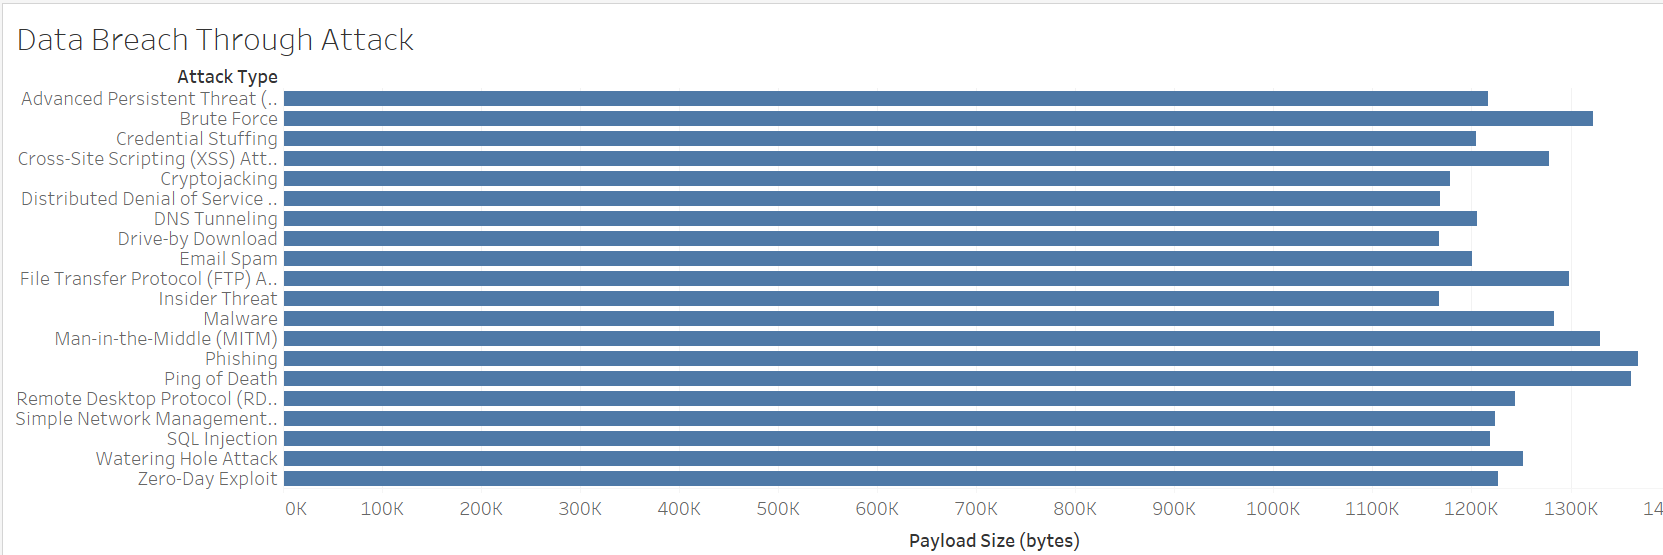 Data Breach Through Attack
Attack Type
Advanced Persistent Threat (..
Brute Force
Credential Stuffing
Cross-Site Scripting (XSS) Att..
Cryptojacking
Distributed Denial of Service ..
DNS Tunneling
Drive-by Download
Email Spam
File Transfer Protocol (FTP) A..
Insider Threat
Malware
Man-in-the-Middle (MITM)
Phishing
Ping of Death
Remote Desktop Protocol (RD..
Simple Network Management..
SQL Injection
Watering Hole Attack
Zero-Day Exploit
0K 100K 200K 300K 400K 500K 600K 700K 800K 900K 1000K 1100K 1200K 1300K 14
Payload Size (bytes)